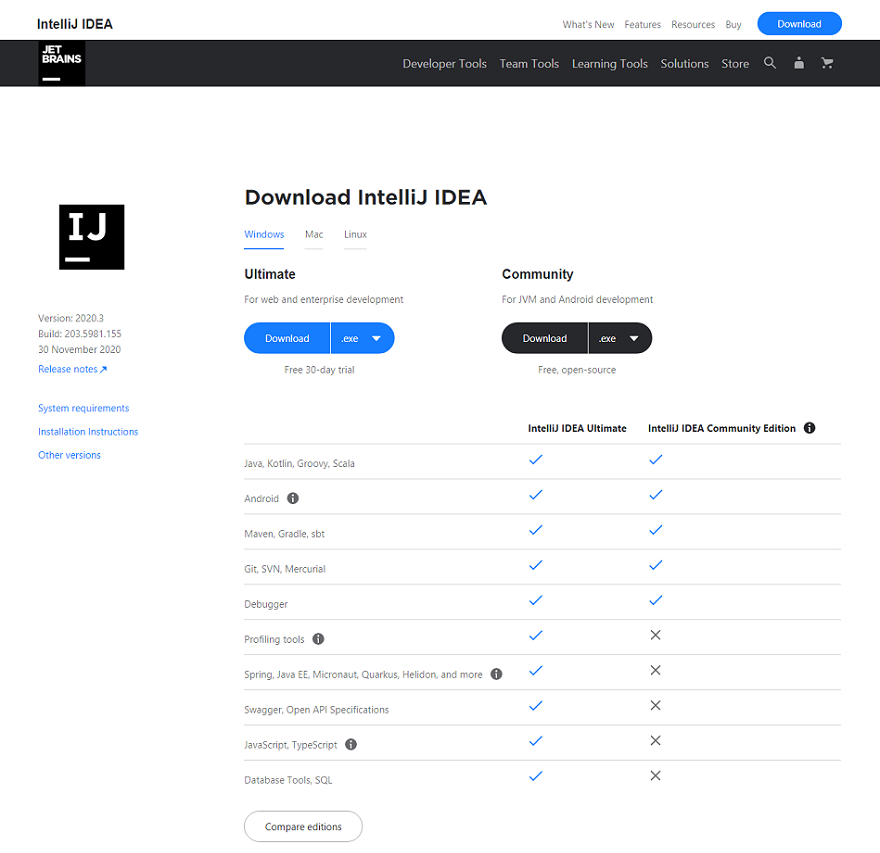 IntelliJ IDEA
What's New Features Resources Buy Download
JET
BRAINS
Developer Tools Team Tools Learning Tools Solutions Store
Download IntelliJ IDEA
IJ
Windows Mac Linux
Ultimate
For web and enterprise development
Download .exe
Free 30-day trial
Community
For JVM and Android development
Download .exe
Free, open-source
Version: 2020.3
Build: 203.5981.155
30 November 2020
Release notes↗
System requirements
Installation Instructions
Other versions
IntelliJ IDEA Ultimate IntelliJ IDEA Community Edition
Java, Kotlin, Groovy, Scala
Android
Maven, Gradle, sbt
Git, SVN, Mercurial
Debugger
Profiling tools
Spring, Java EE, Micronaut, Quarkus, Helidon, and more
Swagger, Open API Specifications
JavaScript, TypeScript
Database Tools, SQL
Compare editions